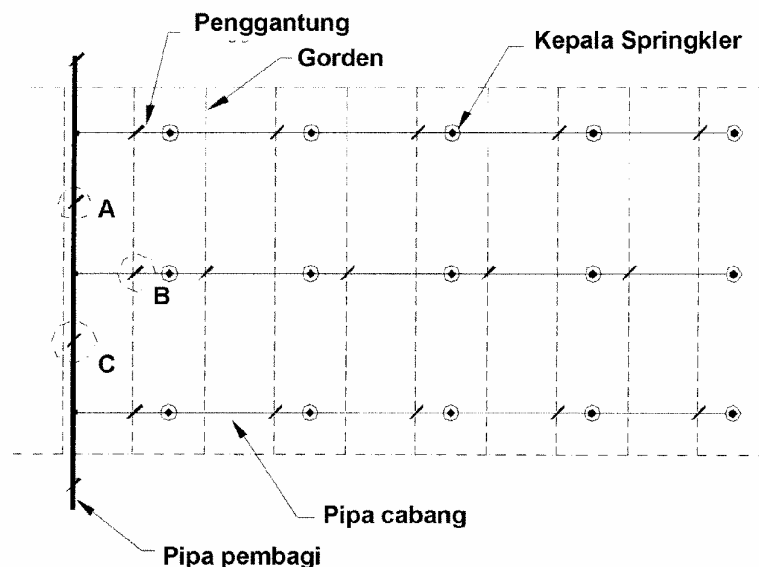 Penggantung
Gorden
Kepala Springkler
A
B
C
Pipa cabang
Pipa pembagi